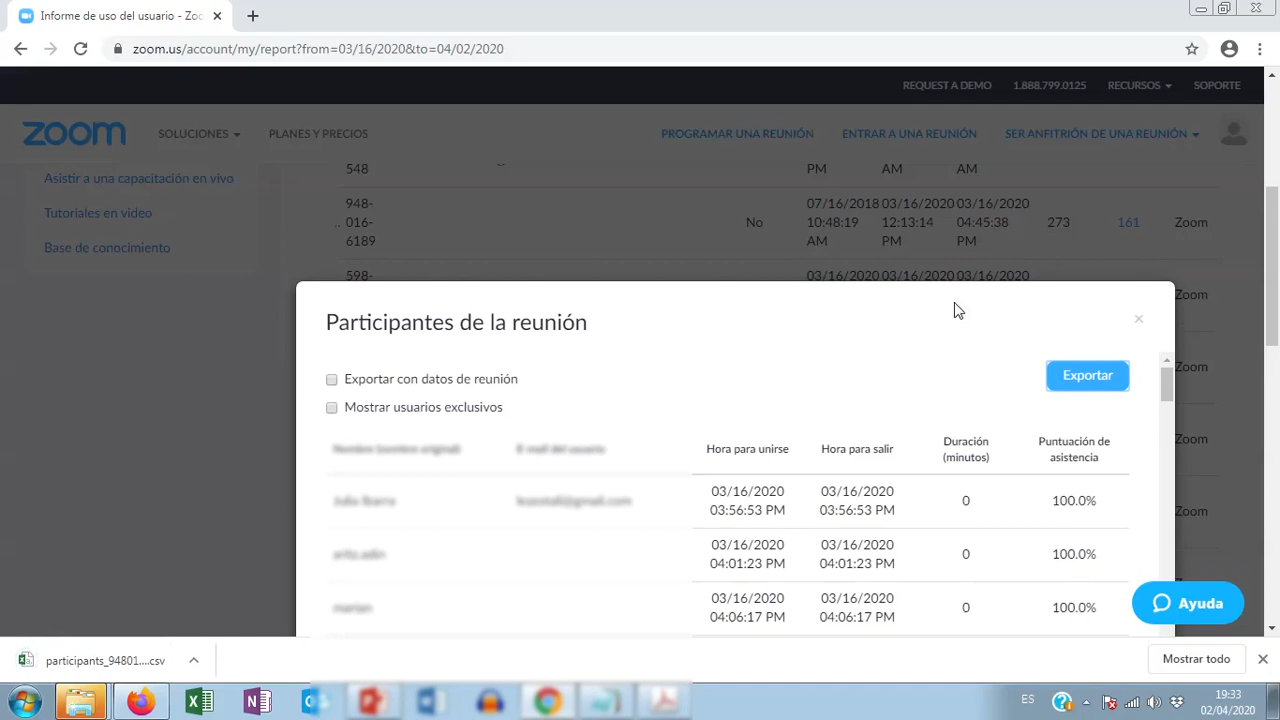 Informe de uso del usuario - Zoo
zoom.us/account/my/report?from=03/16/2020&to=04/02/2020
REQUEST A DEMO 1.888.799.0125 RECURSOS SOPORTE
zoom SOLUCIONES PLANES Y PRECIOS PROGRAMAR UNA REUNIÓN ENTRAR A UNA REUNIÓN SER ANFITRIÓN DE UNA REUNIÓN
548 PM AM AM
Asistir a una capacitación en vivo
Tutoriales en video
Base de conocimiento
948- 07/16/2018 03/16/2020 03/16/2020
.. 016- No 10:48:19 12:13:14 04:45:38 273 161 Zoom
6189 AM PM PM
598- 03/16/2020 03/16/2020 03/16/2020
Zoom
Participantes de la reunión
×
Zoom
Exportar con datos de reunión
Exportar
Mostrar usuarios exclusivos
Zoom
Hora para unirse Hora para salir Duración (minutos) Puntuación de asistencia
03/16/2020 03/16/2020
03:56:53 PM 03:56:53 PM 0 100.0%
Zoom
03/16/2020 03/16/2020
04:01:23 PM 04:01:23 PM 0 100.0%
03/16/2020 03/16/2020
04:06:17 PM 04:06:17 PM 0 100.0%
Ayuda
participants_94801....csv
Mostrar todo
ES
19:33
02/04/2020